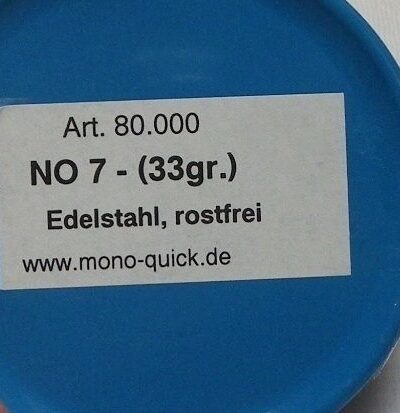 Art. 80.000
NO 7 - (33gr.)
Edelstahl, rostfrei
www.mono-quick.de